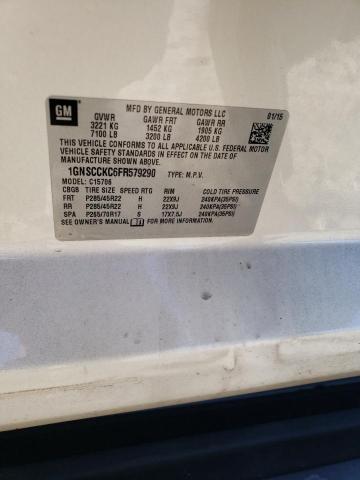 GM
MFD BY GENERAL MOTORS LLC 01/15
GVWR GAWR FRT GAWR RR
3221 KG 1452 KG 1905 KG
7100 LB 3200 LB 4200 LB
THIS VEHICLE CONFORMS TO ALL APPLICABLE U.S. FEDERAL MOTOR
VEHICLE SAFETY STANDARDS IN EFFECT ON THE DATE OF
MANUFACTURE SHOWN ABOVE.
1GNSCCKC6FR579290 TYPE: M.P.V.
C15706
CBGB TIRE SIZE SPEED RTG RIM COLD TIRE PRESSURE
FRT P285/45R22 H 22X9J 240KPA(35PSI)
RR P285/45R22 H 22X9J 240KPA(35PSI)
SPA P265/70R17 S 17X7.5J 240KPA(35PSI)
SEE OWNER'S MANUAL FOR MORE INFORMATION.